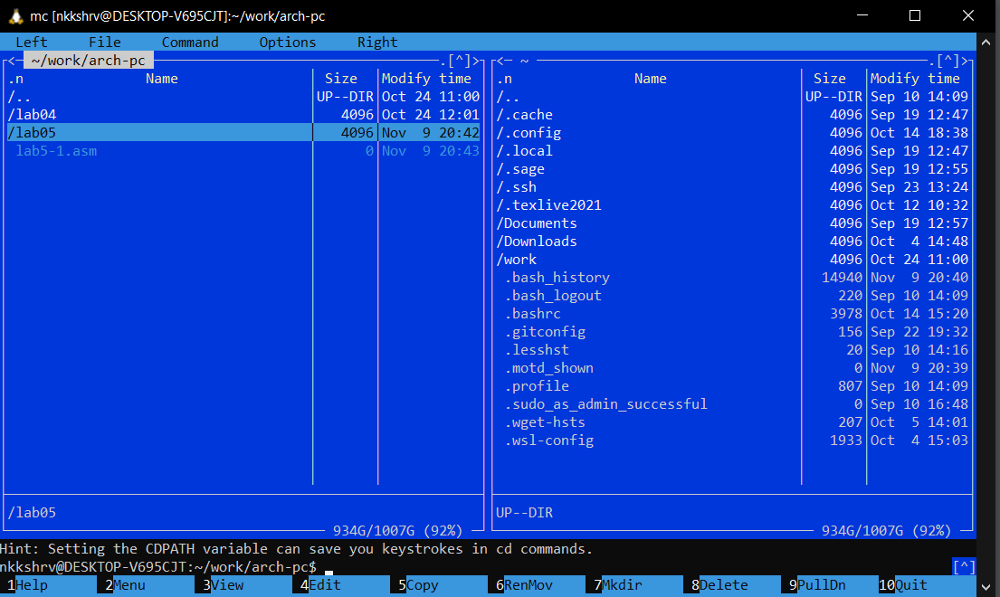 mc [nkkshrv@DESKTOP-V695CJT]:~/work/arch-pc
Left File Command Options Right
<─ ~/work/arch-pc ─.[^]>
.n Name Size Modify time
/.. UP--DIR Oct 24 11:00
/lab04 4096 Oct 24 12:01
/lab05 4096 Nov 9 20:42
lab5-1.asm 0 Nov 9 20:43
/lab05
934G/1007G (92%)
<─ ~ ─.[^]>
.n Name Size Modify time
/.. UP--DIR Sep 10 14:09
/.cache 4096 Sep 19 12:47
/.config 4096 Oct 14 18:38
/.local 4096 Sep 19 12:47
/.sage 4096 Sep 19 12:55
/.ssh 4096 Sep 23 13:24
/.texlive2021 4096 Oct 12 10:32
/Documents 4096 Sep 19 12:57
/Downloads 4096 Oct 4 14:48
/work 4096 Oct 24 11:00
.bash_history 14940 Nov 9 20:40
.bash_logout 220 Sep 10 14:09
.bashrc 3978 Oct 14 15:20
.gitconfig 156 Sep 22 19:32
.lesshst 20 Sep 10 14:16
.motd_shown 0 Nov 9 20:39
.profile 807 Sep 10 14:09
.sudo_as_admin_successful 0 Sep 10 16:48
.wget-hsts 207 Oct 5 14:01
.wsl-config 1933 Oct 4 15:03
UP--DIR
934G/1007G (92%)
Hint: Setting the CDPATH variable can save you keystrokes in cd commands.
nkkshrv@DESKTOP-V695CJT:~/work/arch-pc$ [^]
1Help 2Menu 3View 4Edit 5Copy 6RenMov 7Mkdir 8Delete 9PullDn 10Quit